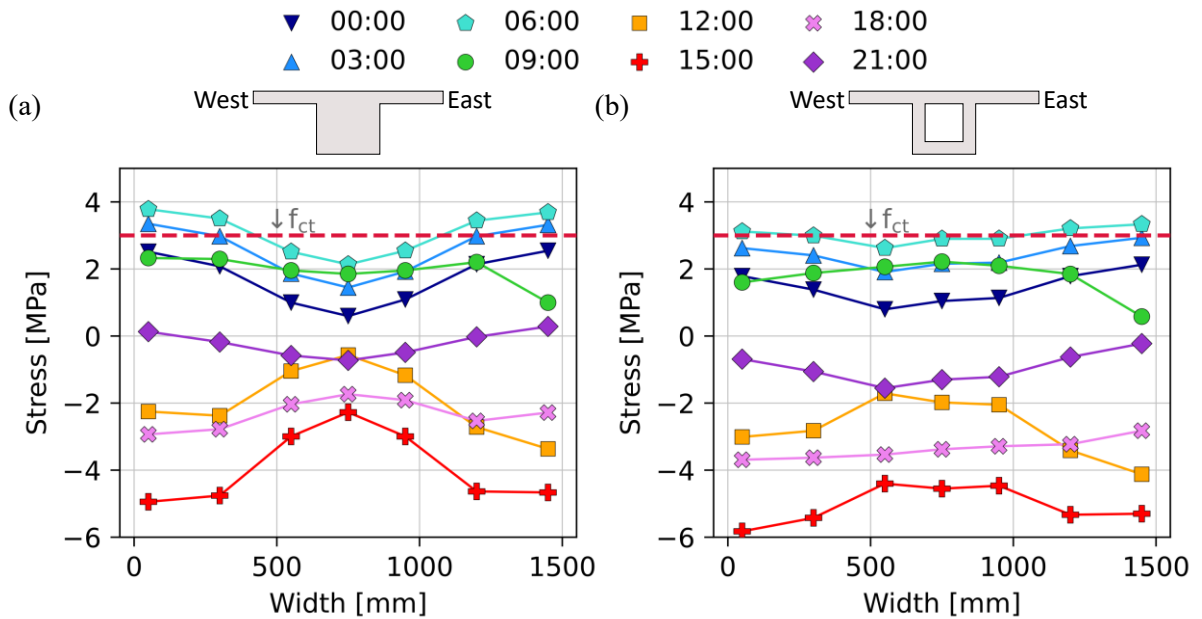 00:00 06:00 12:00 18:00
03:00 09:00 15:00 21:00
(a) West East (b) West East
4
2
0
−2
−4
−6
Stress [MPa]
↓fct
0 500 1000 1500
Width [mm]
4
2
0
−2
−4
−6
Stress [MPa]
↓fct
0 500 1000 1500
Width [mm]